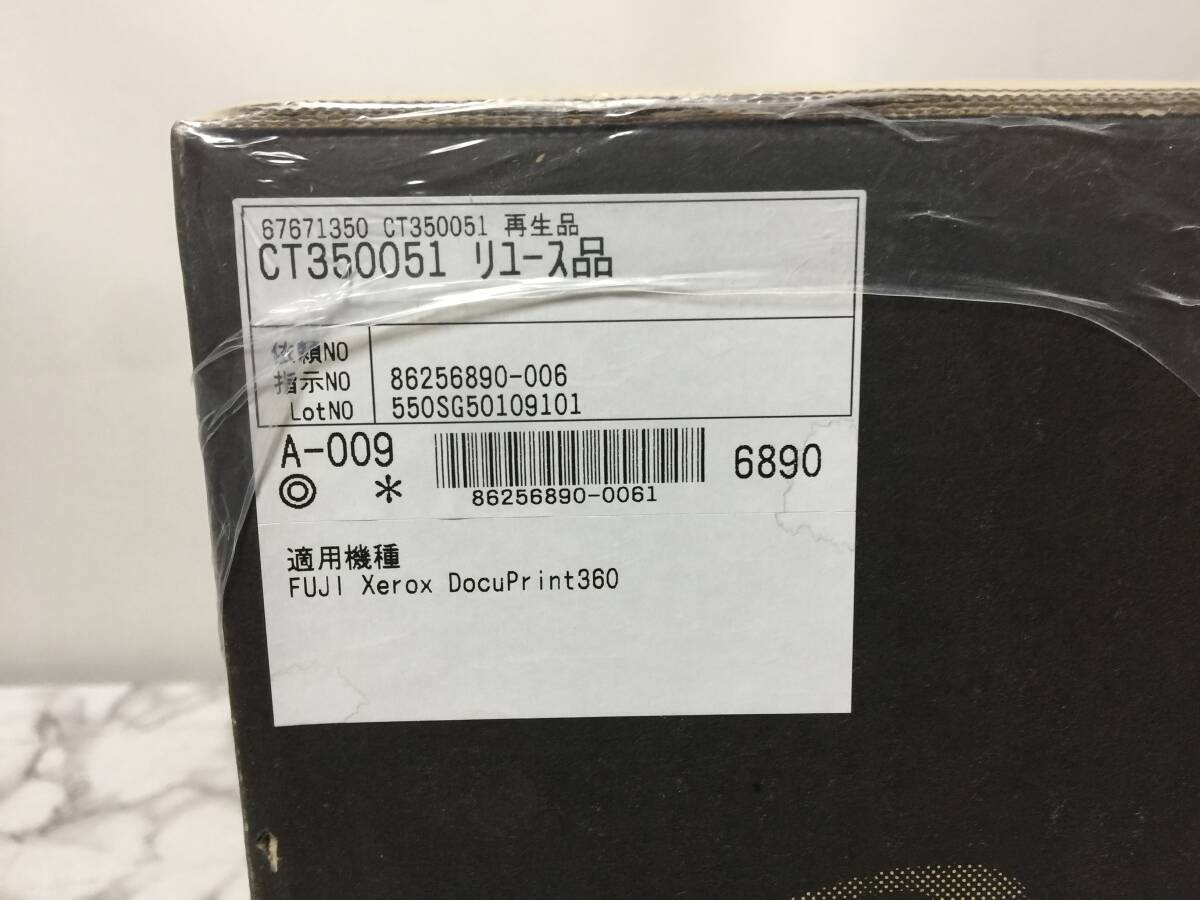 67671350 CT350051 再生品
CT350051 リユース品
依頼NO
指示NO 86256890-006
LotNO 550SG50109101
A-009 6890
◎ *
86256890-0061
適用機種
FUJI Xerox DocuPrint360